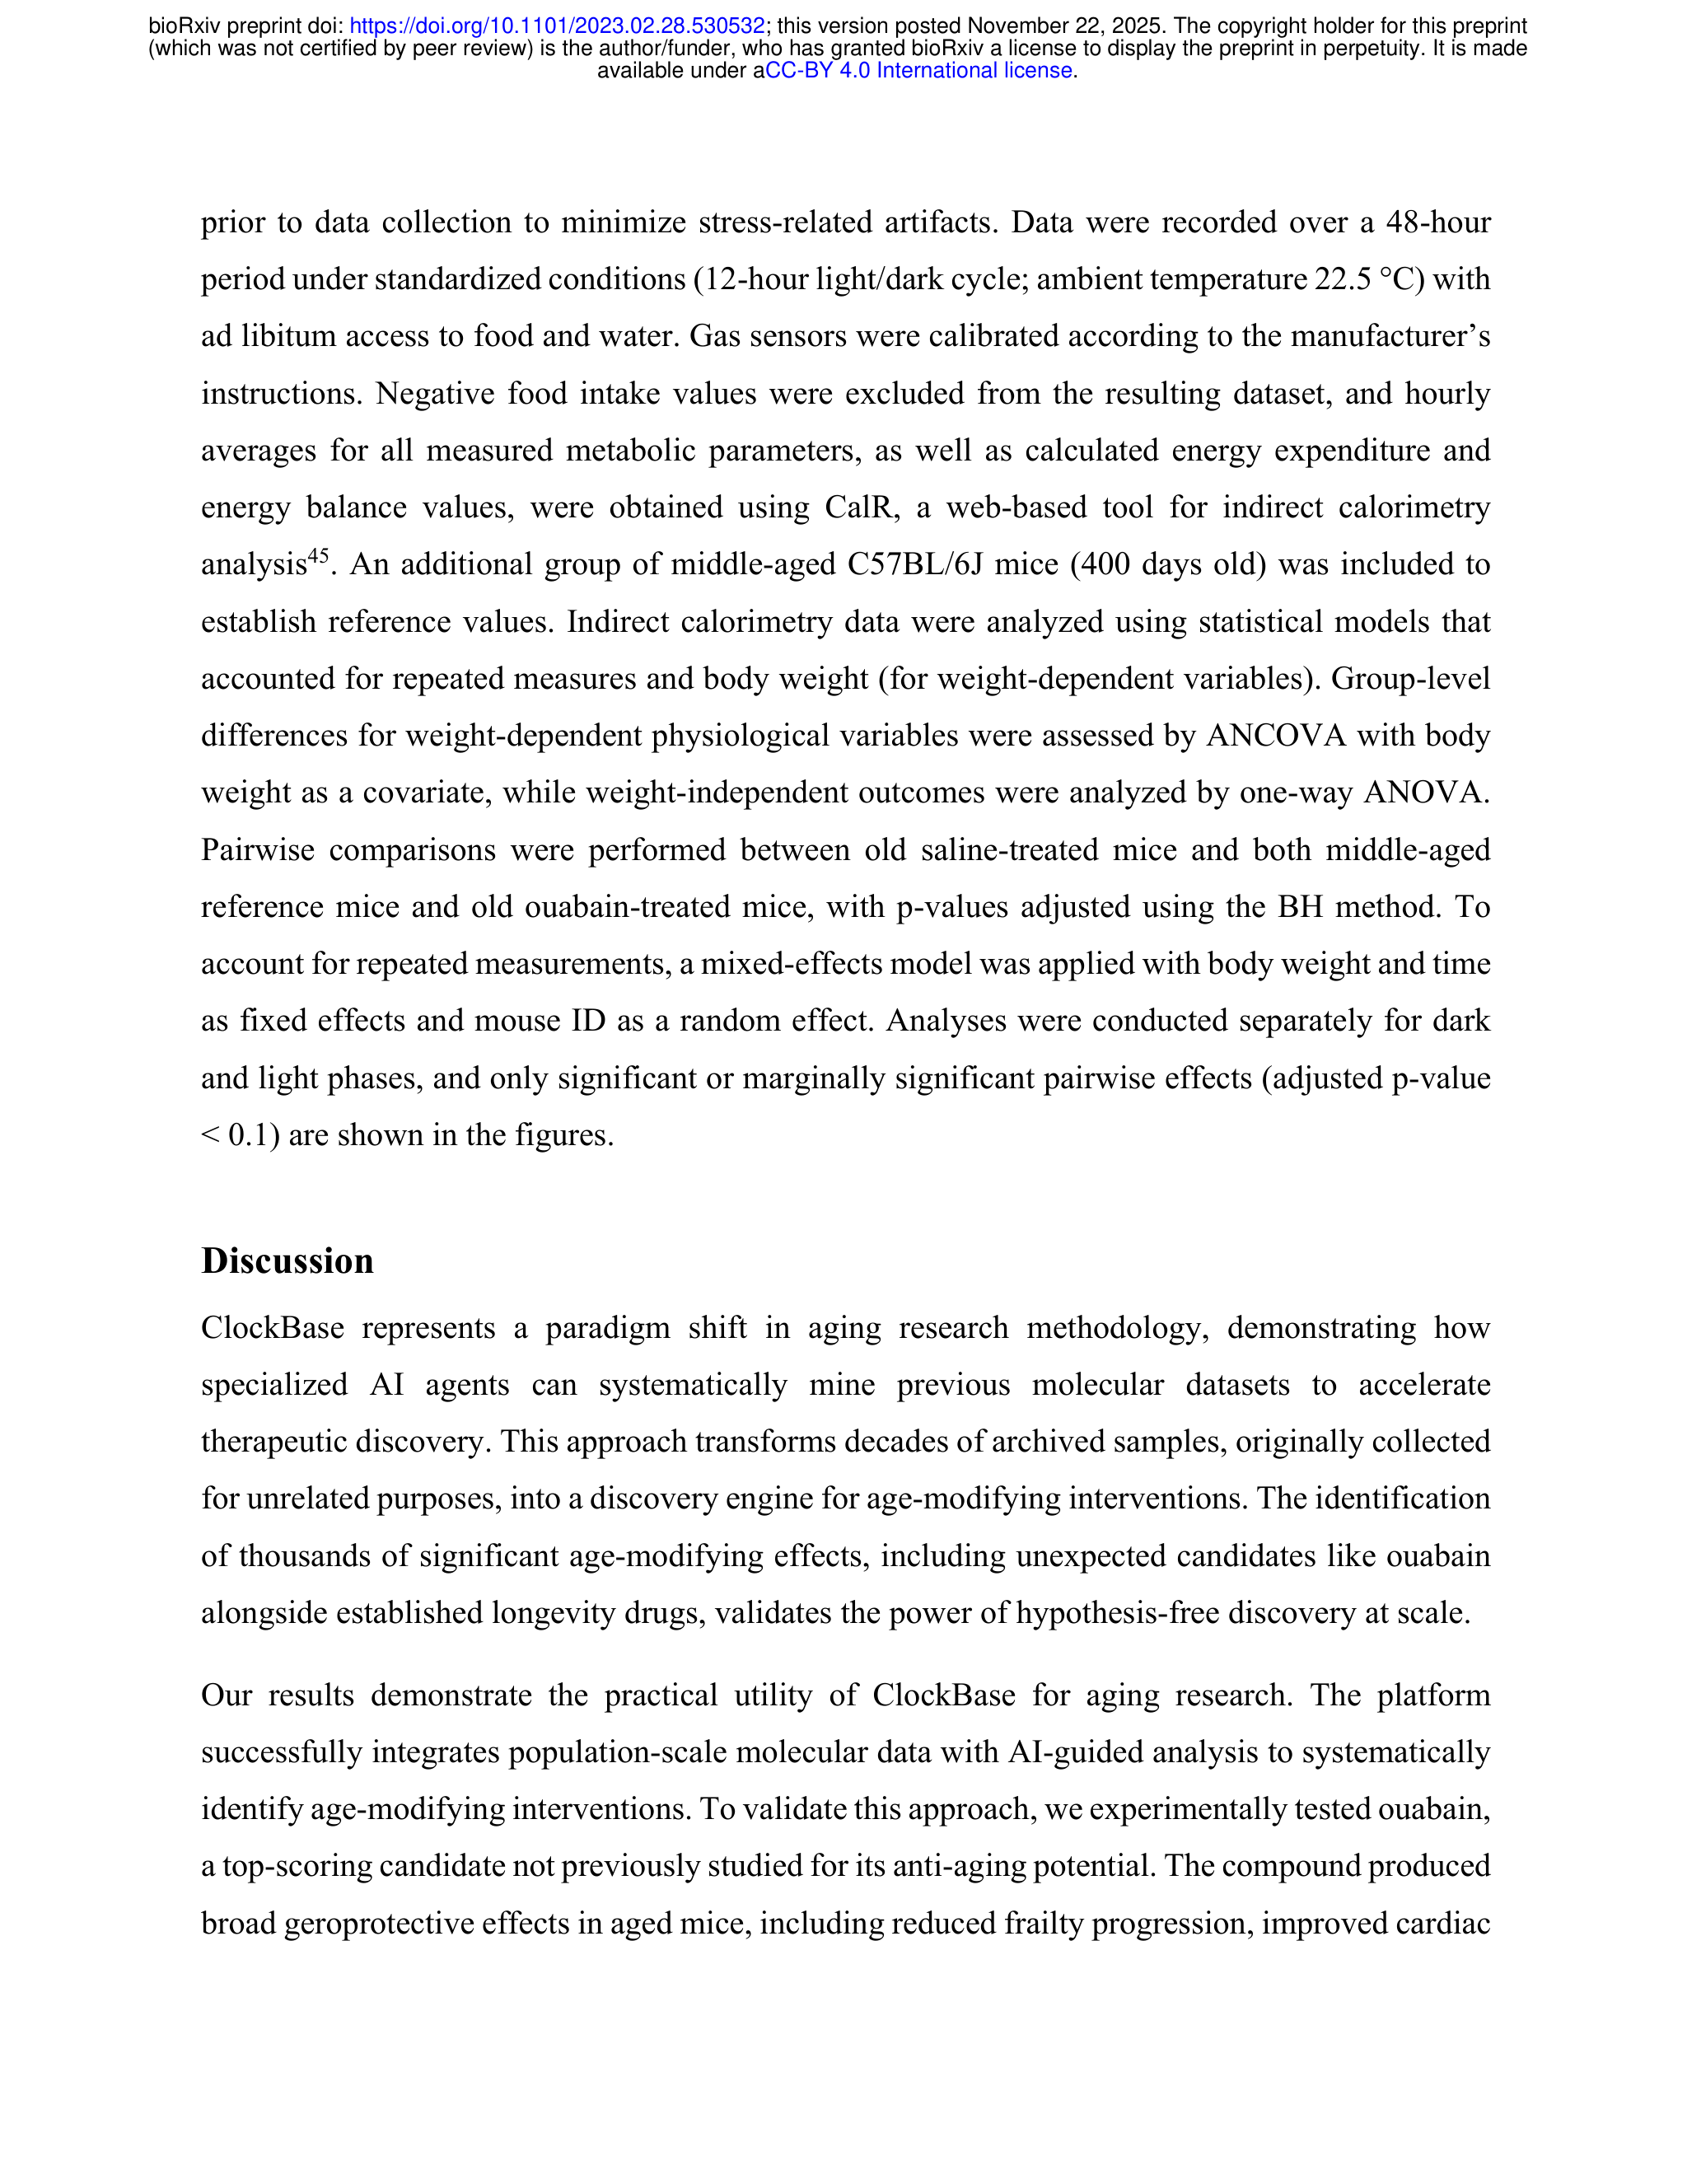 bioRxiv preprint doi: https://doi.org/10.1101/2023.02.28.530532; this version posted November 22, 2025. The copyright holder for this preprint
(which was not certified by peer review) is the author/funder, who has granted bioRxiv a license to display the preprint in perpetuity. It is made
available under aCC-BY 4.0 International license.
prior to data collection to minimize stress-related artifacts. Data were recorded over a 48-hour
period under standardized conditions (12-hour light/dark cycle; ambient temperature 22.5 °C) with
ad libitum access to food and water. Gas sensors were calibrated according to the manufacturer’s
instructions. Negative food intake values were excluded from the resulting dataset, and hourly
averages for all measured metabolic parameters, as well as calculated energy expenditure and
energy balance values, were obtained using CalR, a web-based tool for indirect calorimetry
analysis⁴⁵. An additional group of middle-aged C57BL/6J mice (400 days old) was included to
establish reference values. Indirect calorimetry data were analyzed using statistical models that
accounted for repeated measures and body weight (for weight-dependent variables). Group-level
differences for weight-dependent physiological variables were assessed by ANCOVA with body
weight as a covariate, while weight-independent outcomes were analyzed by one-way ANOVA.
Pairwise comparisons were performed between old saline-treated mice and both middle-aged
reference mice and old ouabain-treated mice, with p-values adjusted using the BH method. To
account for repeated measurements, a mixed-effects model was applied with body weight and time
as fixed effects and mouse ID as a random effect. Analyses were conducted separately for dark
and light phases, and only significant or marginally significant pairwise effects (adjusted p-value
< 0.1) are shown in the figures.
Discussion
ClockBase represents a paradigm shift in aging research methodology, demonstrating how
specialized AI agents can systematically mine previous molecular datasets to accelerate
therapeutic discovery. This approach transforms decades of archived samples, originally collected
for unrelated purposes, into a discovery engine for age-modifying interventions. The identification
of thousands of significant age-modifying effects, including unexpected candidates like ouabain
alongside established longevity drugs, validates the power of hypothesis-free discovery at scale.
Our results demonstrate the practical utility of ClockBase for aging research. The platform
successfully integrates population-scale molecular data with AI-guided analysis to systematically
identify age-modifying interventions. To validate this approach, we experimentally tested ouabain,
a top-scoring candidate not previously studied for its anti-aging potential. The compound produced
broad geroprotective effects in aged mice, including reduced frailty progression, improved cardiac